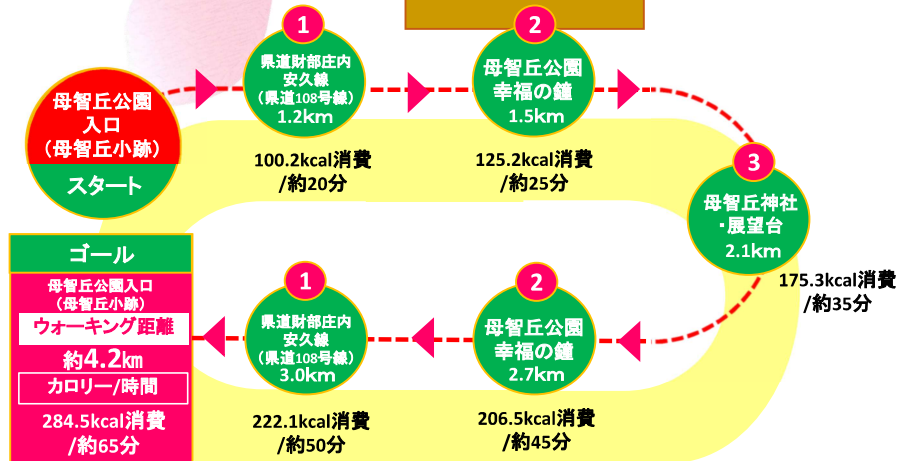 母智丘公園
入口
（母智丘小跡）
スタート
1
県道財部庄内
安久線
（県道108号線）
1.2km
100.2kcal消費
/約20分
2
母智丘公園
幸福の鐘
1.5km
125.2kcal消費
/約25分
3
母智丘神社
・展望台
2.1km
175.3kcal消費
/約35分
2
母智丘公園
幸福の鐘
2.7km
206.5kcal消費
/約45分
1
県道財部庄内
安久線
（県道108号線）
3.0km
222.1kcal消費
/約50分
ゴール
母智丘公園入口
（母智丘小跡）
ウォーキング距離
約4.2km
カロリー/時間
284.5kcal消費
/約65分